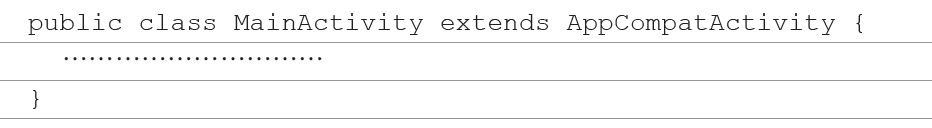 public class MainActivity extends AppCompatActivity {
..............................
}